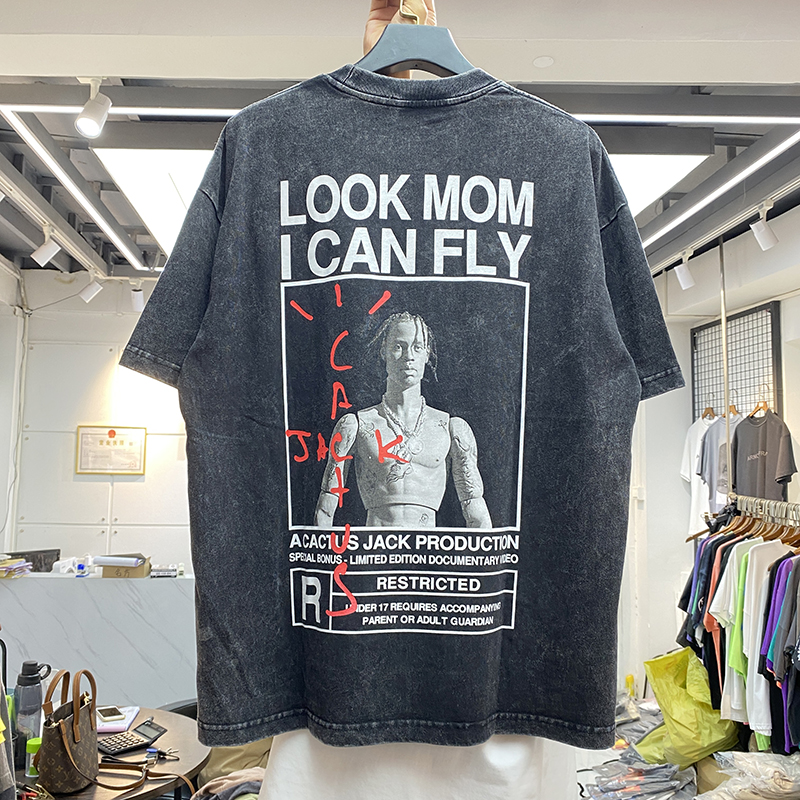 LOOK MOM
I CAN FLY
CACTUS
JACK
A CACTUS JACK PRODUCTION
SPECIAL BONUS - LIMITED EDITION DOCUMENTARY VIDEO
R
RESTRICTED
UNDER 17 REQUIRES ACCOMPANYING
PARENT OR ADULT GUARDIAN